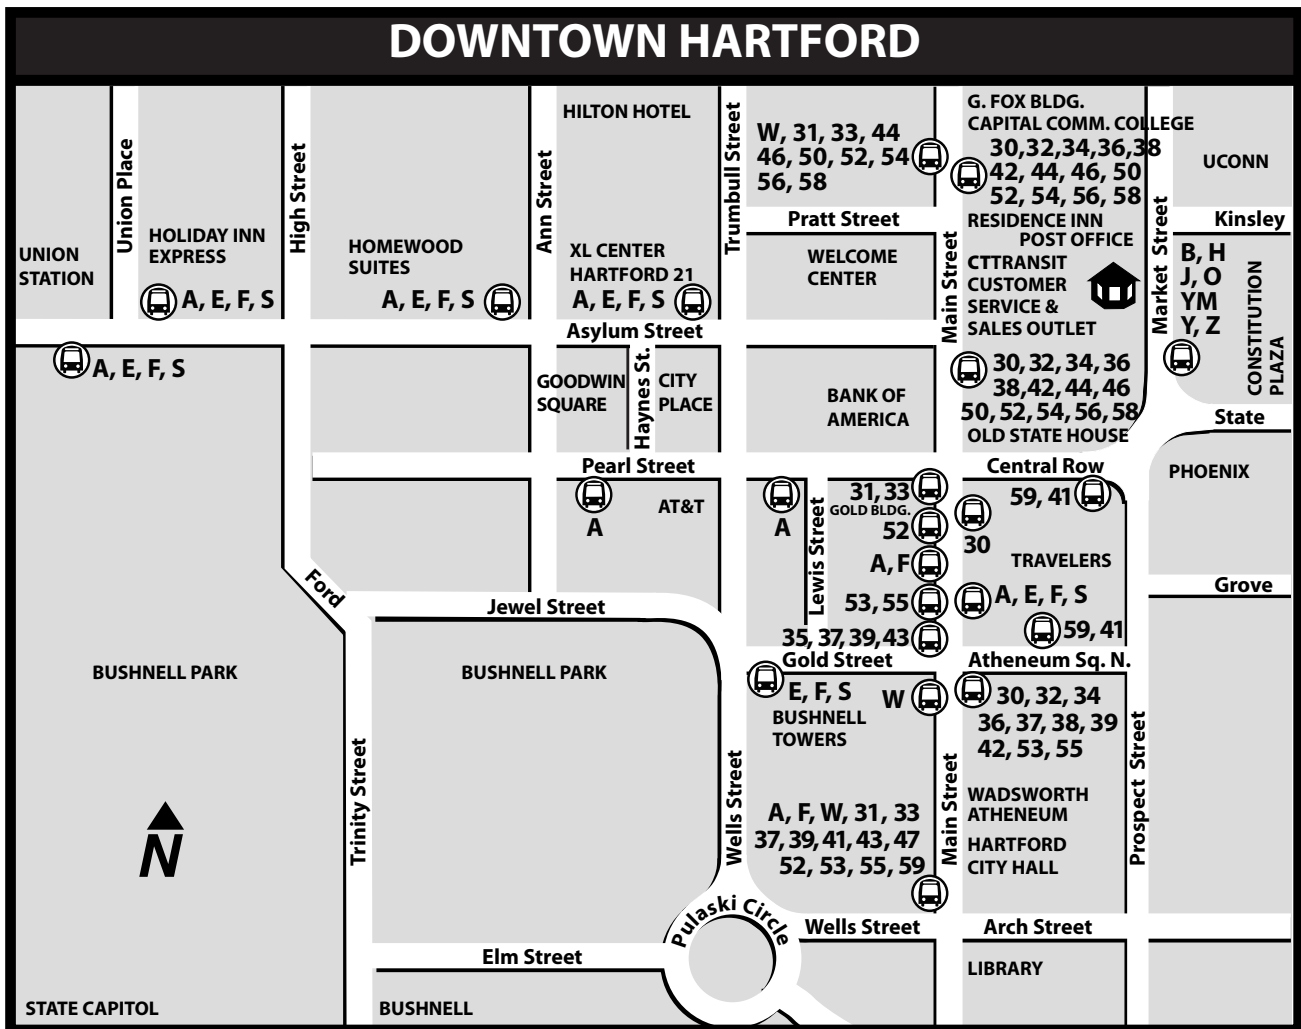 DOWNTOWN HARTFORD
Union Place
High Street
Ann Street
HILTON HOTEL
Trumbull Street
W, 31, 33, 44
46, 50, 52, 54
56, 58
G. FOX BLDG.
CAPITAL COMM. COLLEGE
30,32,34,36,38
42, 44, 46, 50
52, 54, 56, 58
UCONN
Pratt Street
Kinsley
UNION
STATION
HOLIDAY INN
EXPRESS
A, E, F, S
HOMEWOOD
SUITES
A, E, F, S
XL CENTER
HARTFORD 21
A, E, F, S
WELCOME
CENTER
Main Street
RESIDENCE INN
POST OFFICE
CTTRANSIT
CUSTOMER
SERVICE &
SALES OUTLET
Market Street
B, H
J, O
YM
Y, Z
CONSTITUTION
PLAZA
Asylum Street
A, E, F, S
GOODWIN
SQUARE
Haynes St.
CITY
PLACE
BANK OF
AMERICA
30, 32, 34, 36
38,42, 44, 46
50, 52, 54, 56, 58
OLD STATE HOUSE
State
Pearl Street
Central Row
PHOENIX
A
AT&T
A
Lewis Street
31, 33
GOLD BLDG.
52
A, F
53, 55
35, 37, 39, 43
59, 41
30
TRAVELERS
A, E, F, S
59, 41
Grove
Ford
Jewel Street
Gold Street
Atheneum Sq. N.
BUSHNELL PARK
BUSHNELL PARK
E, F, S
W
BUSHNELL
TOWERS
30, 32, 34
36, 37, 38, 39
42, 53, 55
Trinity Street
Wells Street
Main Street
Prospect Street
A, F, W, 31, 33
37, 39, 41, 43, 47
52, 53, 55, 59
WADSWORTH
ATHENEUM
HARTFORD
CITY HALL
N
Pulaski Circle
Wells Street
Arch Street
Elm Street
LIBRARY
STATE CAPITOL
BUSHNELL